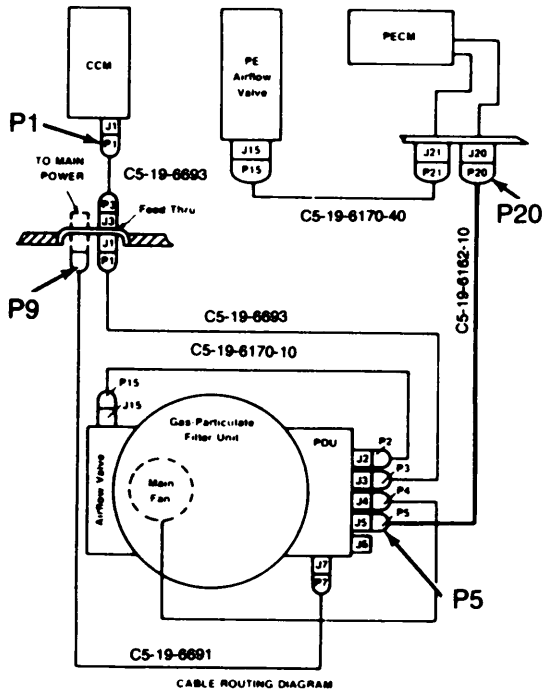 CCM
PE
Airflow
Valve
PECM
J1
P1
P1
TO MAIN
POWER
C5-19-6693
J15
P15
J21
P21
J20
P20
P20
C5-19-6170-40
P3
J3
Feed Thru
J1
P1
P9
C5-19-6162-10
C5-19-6693
C5-19-6170-10
P15
J15
Gas-Particulate
Filter Unit
PDU
Airflow Valve
Main
Fan
J2
P2
J3
P3
J4
P4
J5
P5
J6
J7
P7
P5
C5-19-6691
CABLE ROUTING DIAGRAM